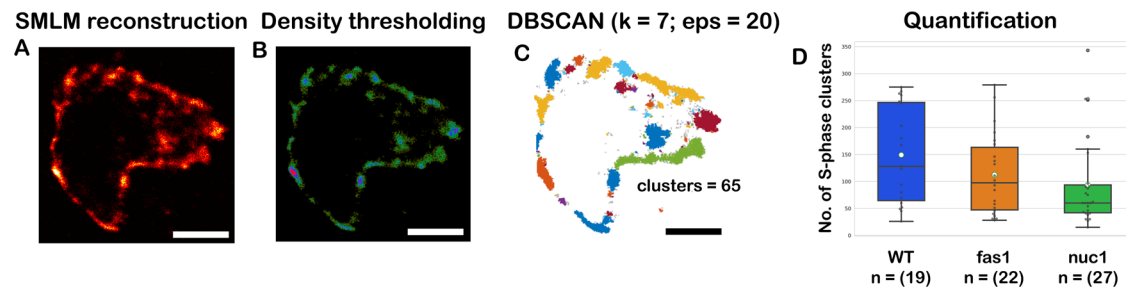 SMLM reconstruction
Density thresholding
DBSCAN (k = 7; eps = 20)
Quantification
A
B
C
D
clusters = 65
No. of S-phase clusters
350
300
250
200
150
100
50
0
WT
fas1
nuc1
n = (19)
n = (22)
n = (27)